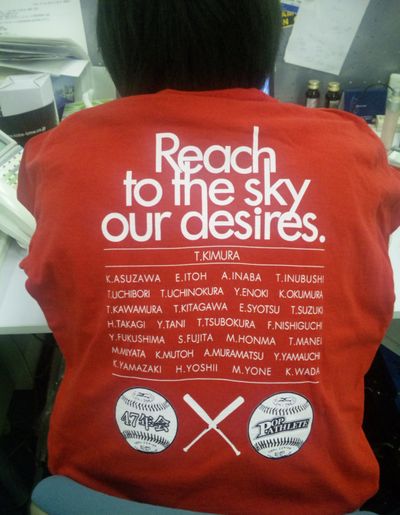 Reach
to the sky
our desires.
T.KIMURA
K.ASUZAWA E.ITOH A.INABA T.INUBUSHI
T.UCHIBORI T.UCHINOKURA Y.ENOKI K.OKUMURA
T.KAWAMURA T.KITAGAWA E.SYOTSU T.SUZUKI
H.TAKAGI Y.TANI T.TSUBOKURA F.NISHIGUCHI
Y.FUKUSHIMA S.FUJITA M.HONMA T.MANEI
M.MIYATA K.MUTOH A.MURAMATSU Y.YAMAUCHI
K.YAMAZAKI H.YOSHII M.YONE K.WADA
47年会
POP
ATHLETE